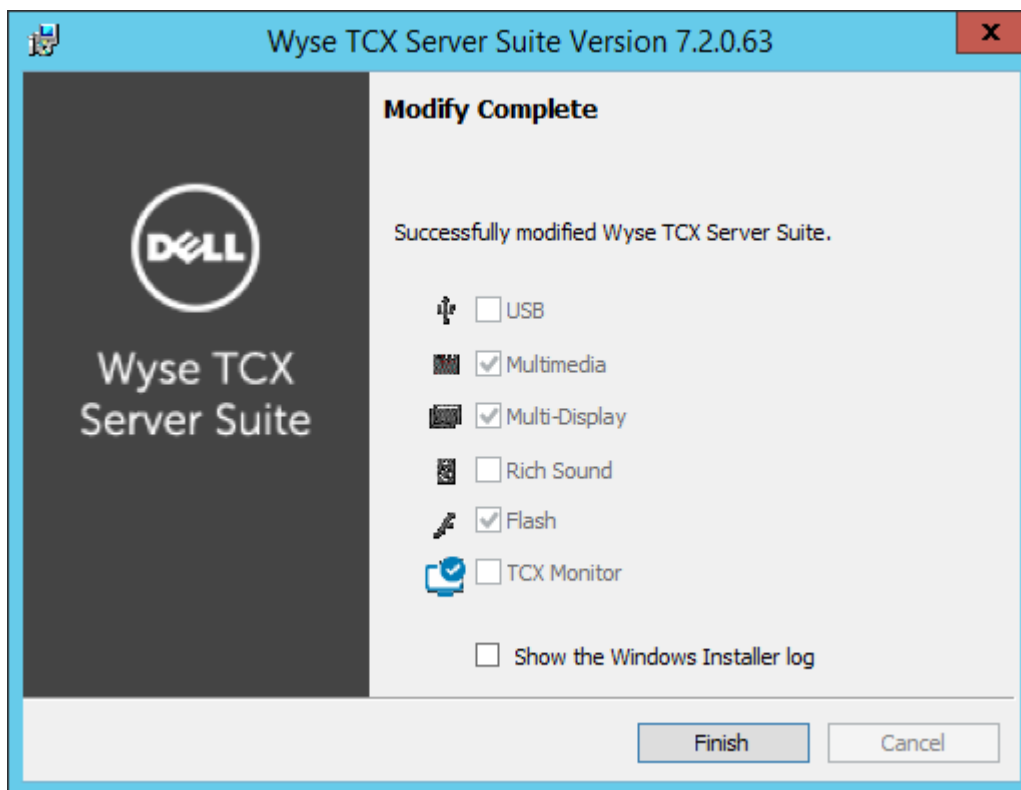 Wyse TCX Server Suite Version 7.2.0.63
x
DELL
Wyse TCX
Server Suite
Modify Complete
Successfully modified Wyse TCX Server Suite.
USB
Multimedia
Multi-Display
Rich Sound
Flash
TCX Monitor
Show the Windows Installer log
Finish
Cancel